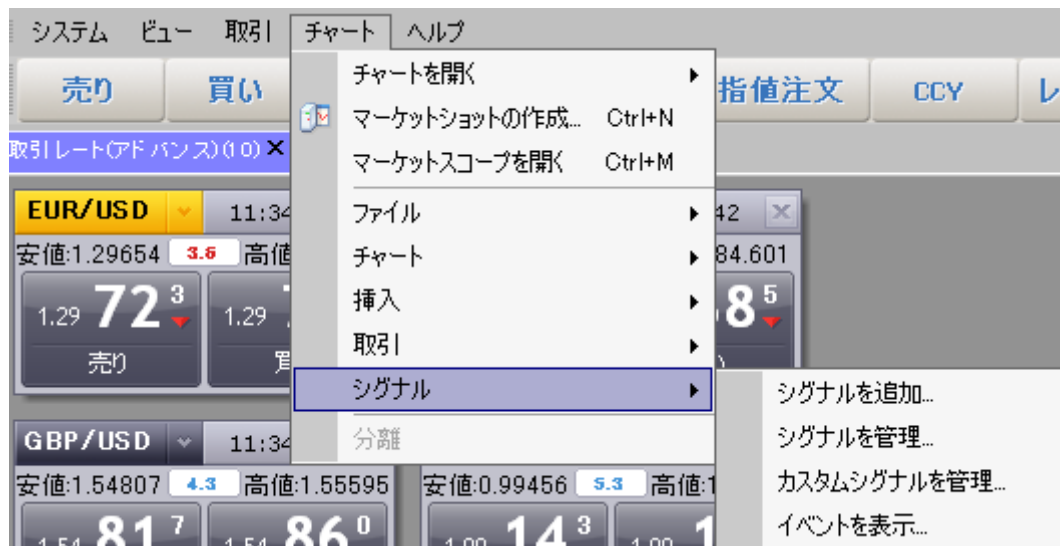 システム ビュー 取引 チャート ヘルプ
売り 買い 指値注文 CCY
取引レート(アドバンス)(10) ×
チャートを開く
マーケットショットの作成... Ctrl+N
マーケットスコープを開く Ctrl+M
ファイル
チャート
挿入
取引
シグナル
分離
シグナルを追加...
シグナルを管理...
カスタムシグナルを管理...
イベントを表示...
EUR/USD 11:34 42
安値:1.29654 3.5 高値 84.601
1.29 72 3 1.29 8 5
売り
GBP/USD 11:34
安値:1.54807 4.3 高値:1.55595 安値:0.99456 5.3 高値:1
81 7 86 0 14 3 1